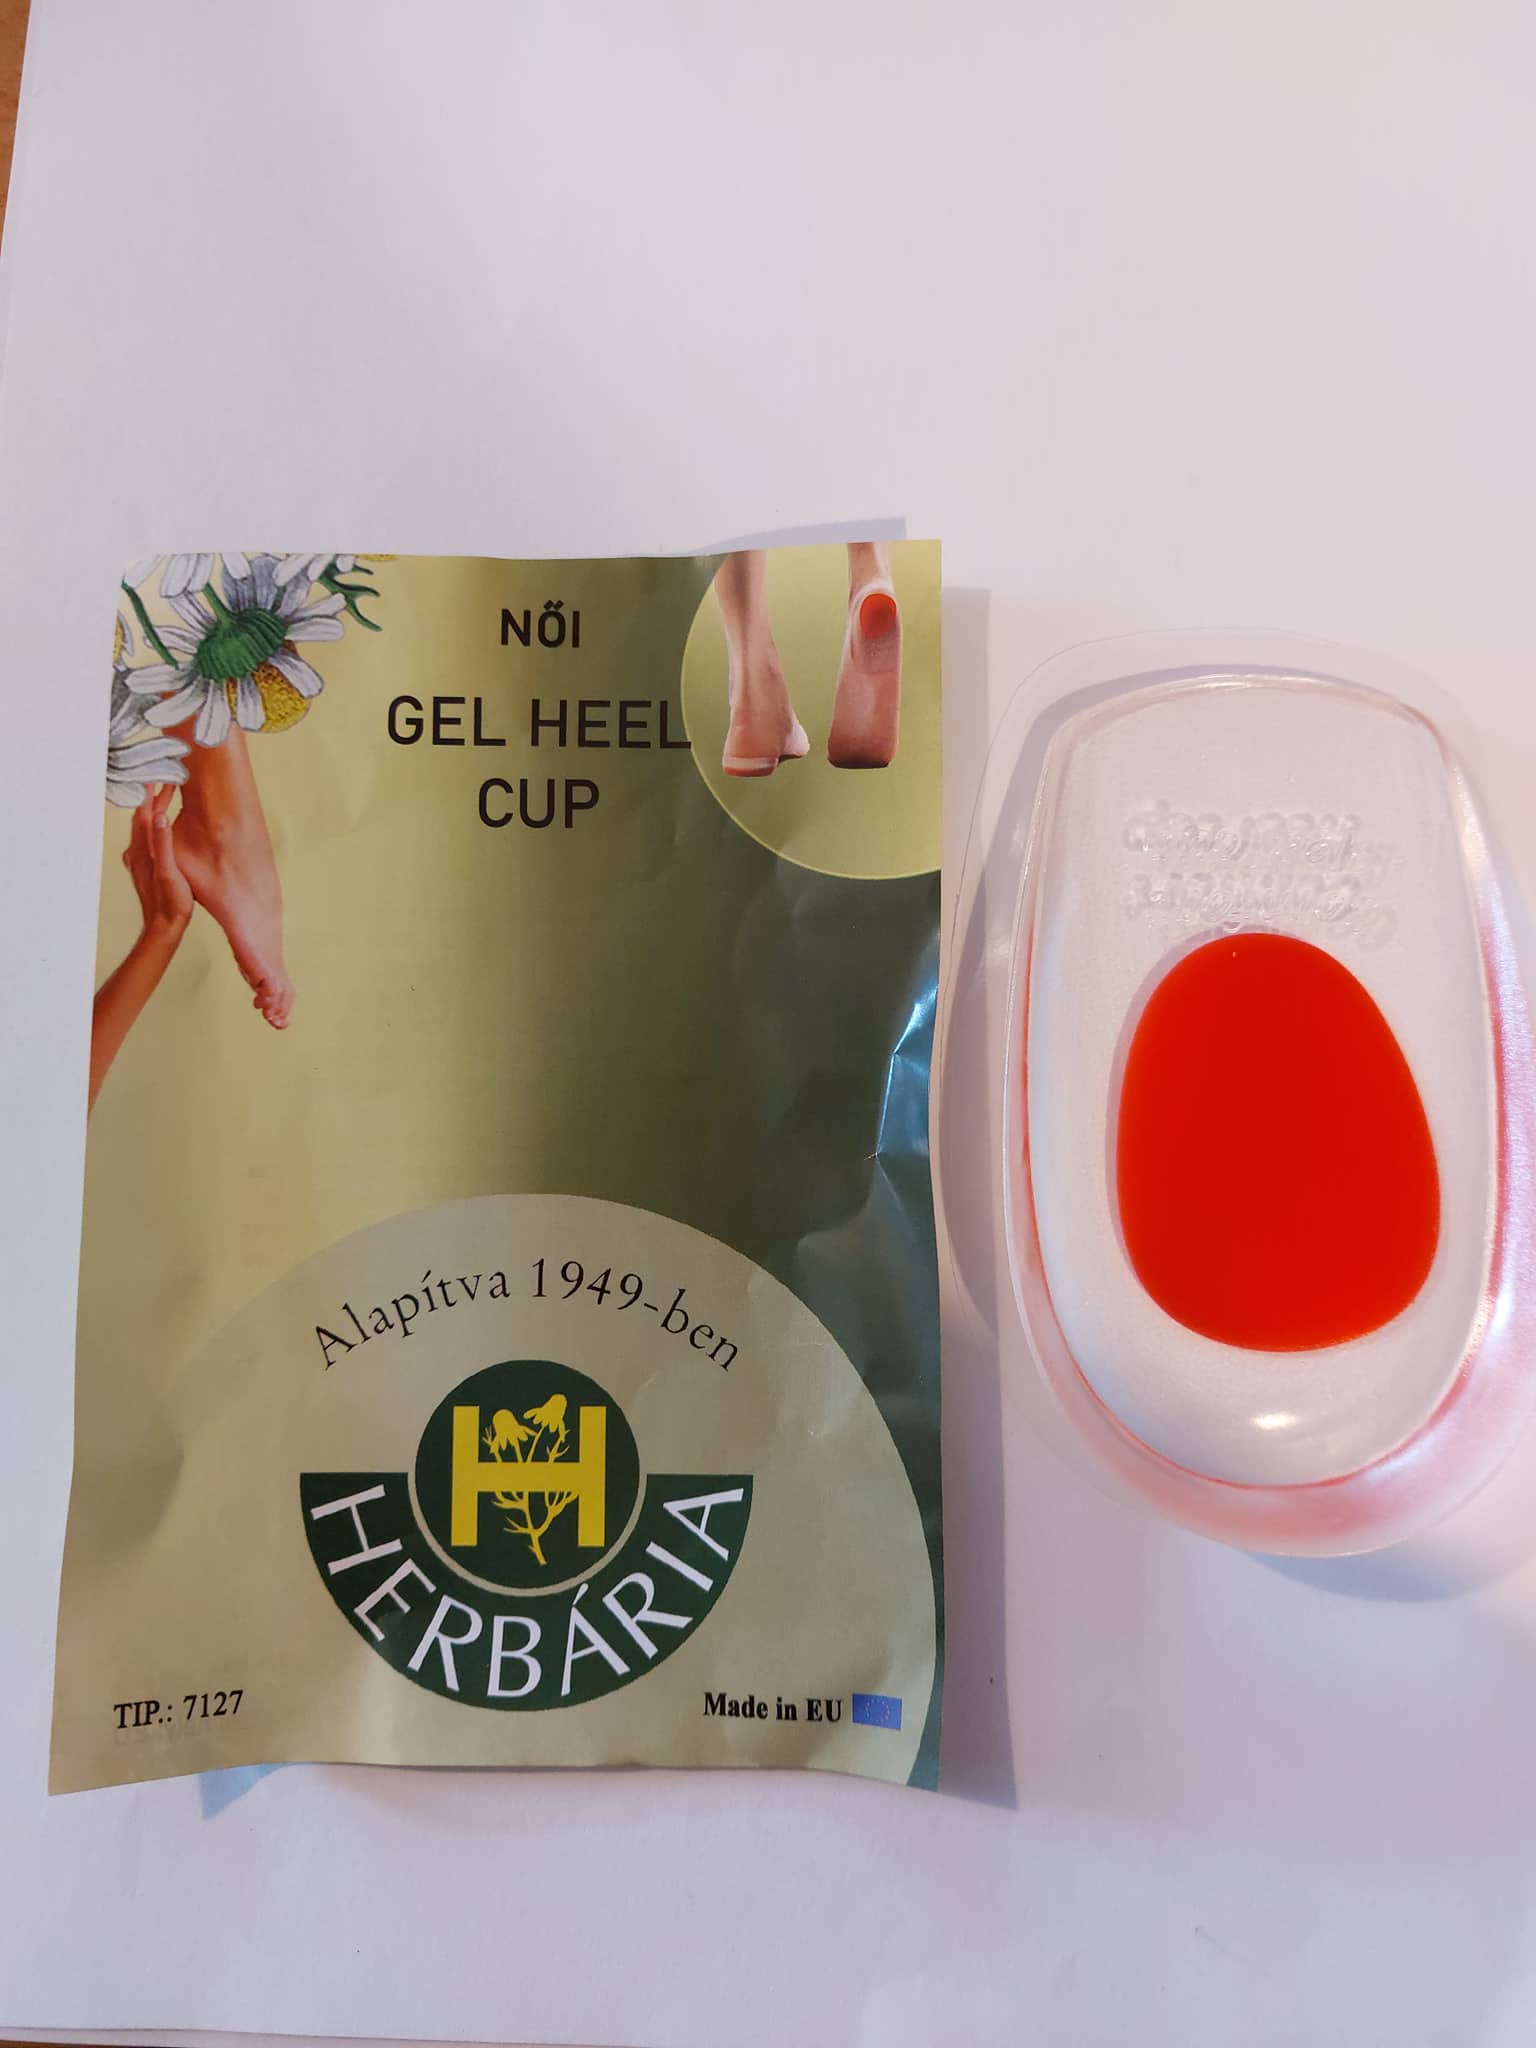 NŐI
GEL HEEL
CUP
Alapítva 1949-ben
H
HERBÁRIA
TIP.: 7127
Made in EU